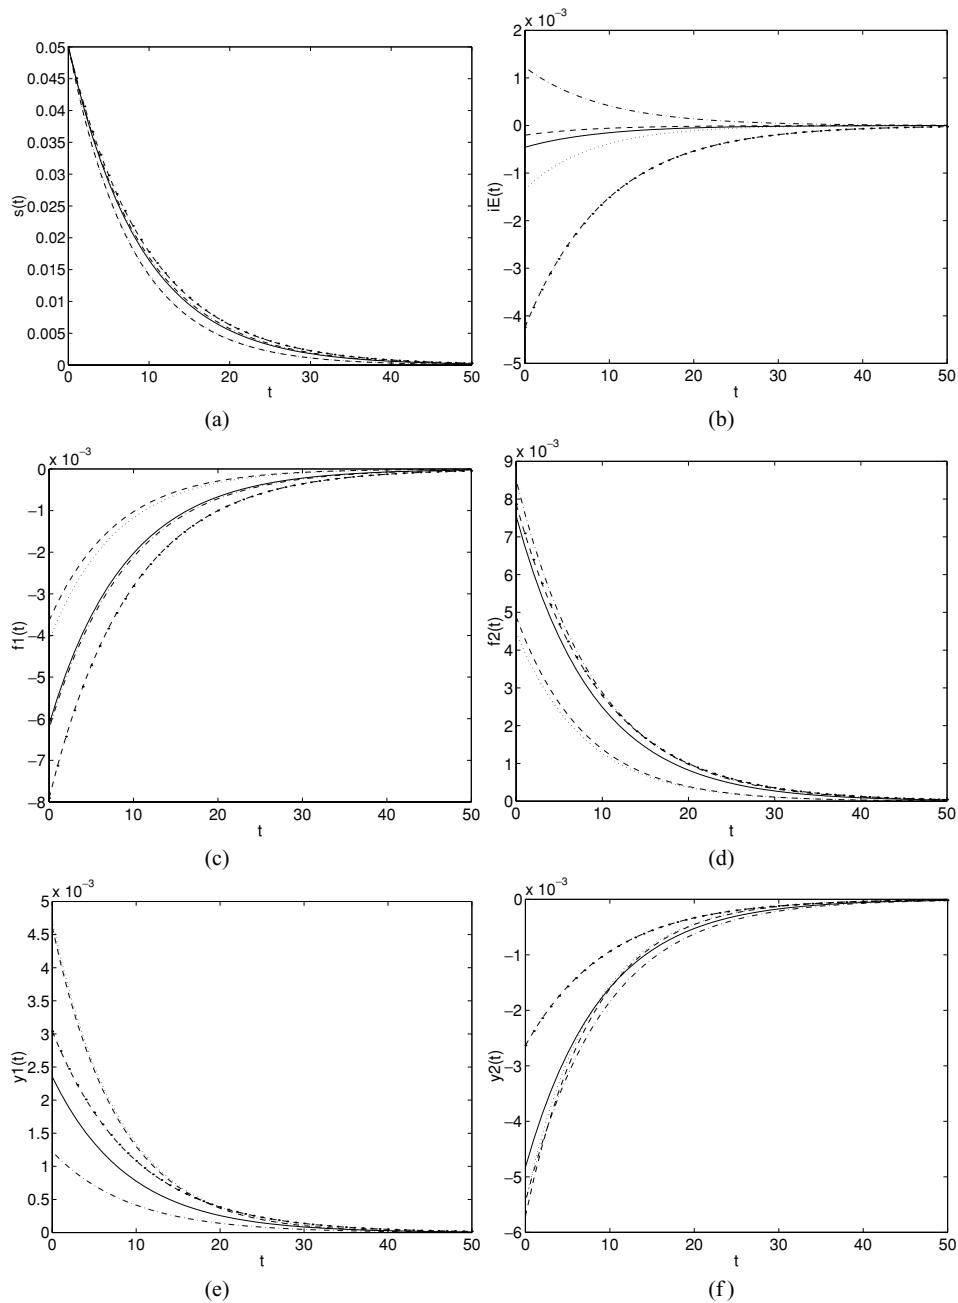 0.05
0.045
0.04
0.035
0.03
0.025
0.02
0.015
0.01
0.005
0
s(t)
0 10 20 30 40 50
t
(a)
x 10⁻³
2
1
0
−1
−2
−3
−4
−5
iE(t)
0 10 20 30 40 50
t
(b)
x 10⁻³
0
−1
−2
−3
−4
−5
−6
−7
−8
f1(t)
0 10 20 30 40 50
t
(c)
x 10⁻³
9
8
7
6
5
4
3
2
1
0
f2(t)
0 10 20 30 40 50
t
(d)
x 10⁻³
5
4.5
4
3.5
3
2.5
2
1.5
1
0.5
0
y1(t)
0 10 20 30 40 50
t
(e)
x 10⁻³
0
−1
−2
−3
−4
−5
−6
y2(t)
0 10 20 30 40 50
t
(f)